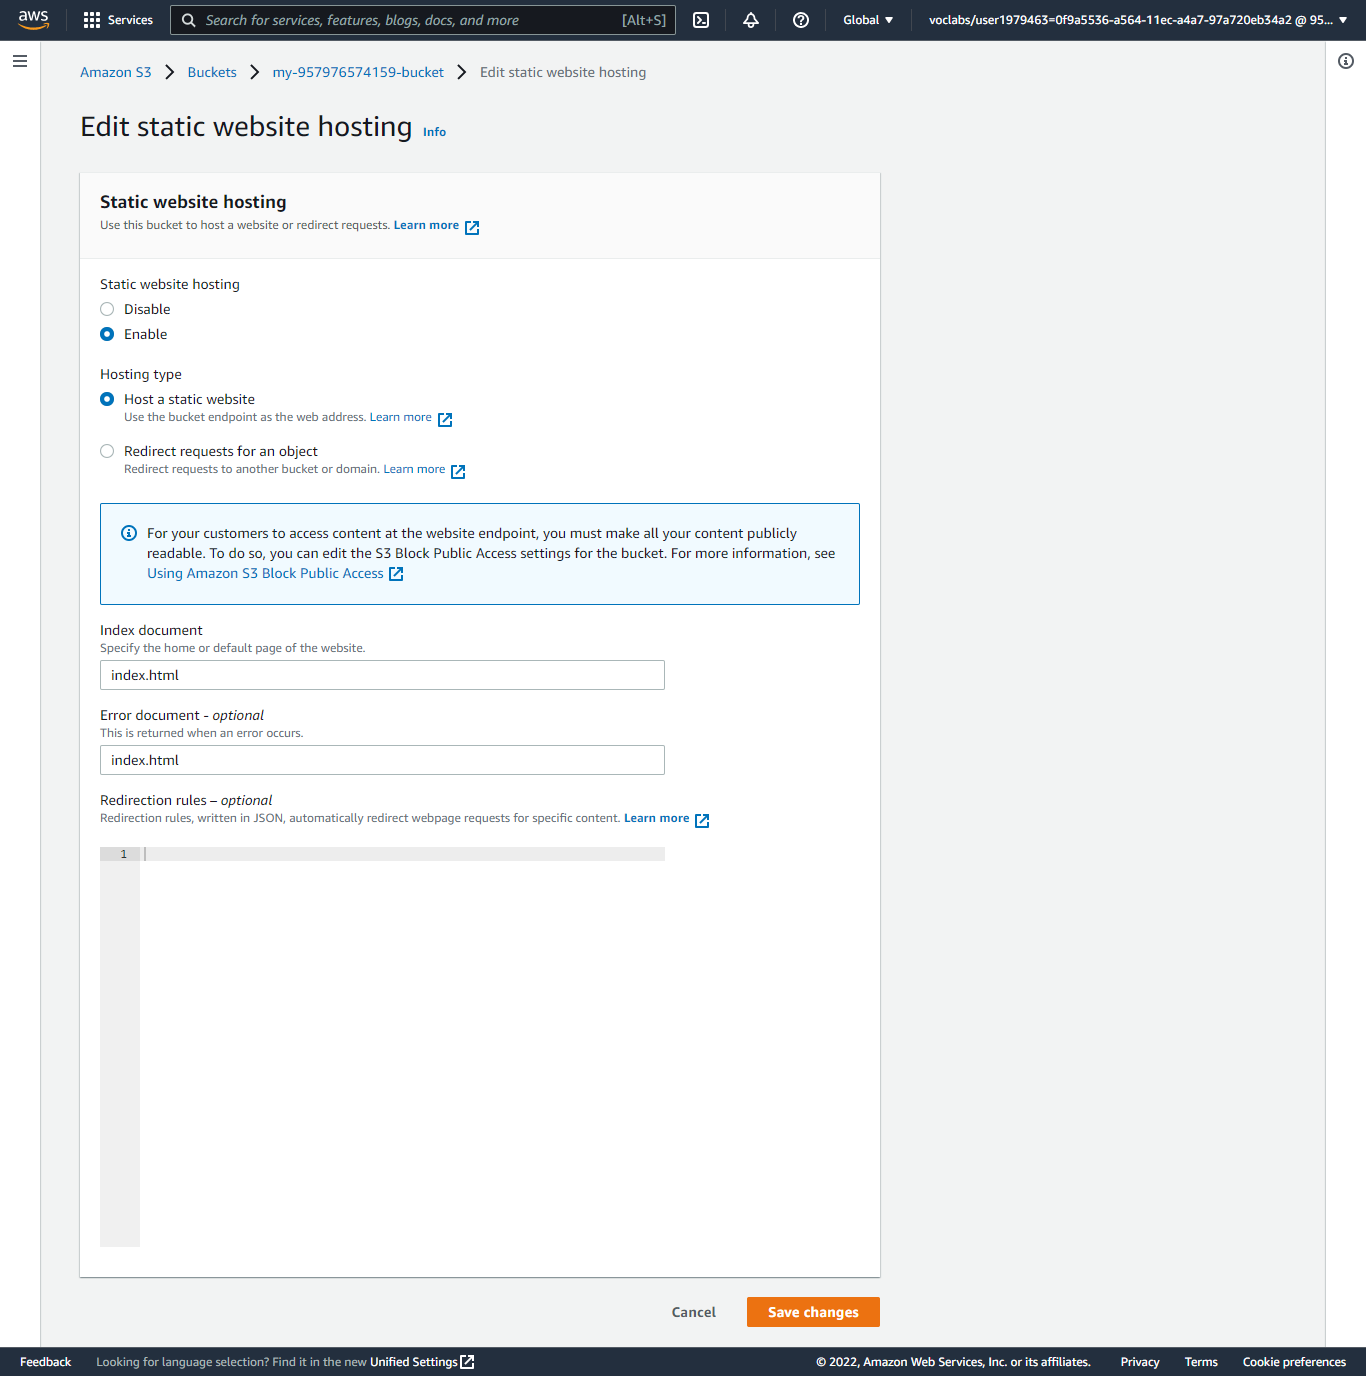 aws Services Search for services, features, blogs, docs, and more [Alt+S] Global voclabs/user1979463=0f9a5536-a564-11ec-a4a7-97a720eb34a2 @ 95...
Amazon S3 Buckets my-957976574159-bucket Edit static website hosting
Edit static website hosting Info
Static website hosting
Use this bucket to host a website or redirect requests. Learn more
Static website hosting
Disable
Enable
Hosting type
Host a static website
Use the bucket endpoint as the web address. Learn more
Redirect requests for an object
Redirect requests to another bucket or domain. Learn more
For your customers to access content at the website endpoint, you must make all your content publicly
readable. To do so, you can edit the S3 Block Public Access settings for the bucket. For more information, see
Using Amazon S3 Block Public Access
Index document
Specify the home or default page of the website.
index.html
Error document - optional
This is returned when an error occurs.
index.html
Redirection rules – optional
Redirection rules, written in JSON, automatically redirect webpage requests for specific content. Learn more
1
Cancel Save changes
Feedback Looking for language selection? Find it in the new Unified Settings © 2022, Amazon Web Services, Inc. or its affiliates. Privacy Terms Cookie preferences